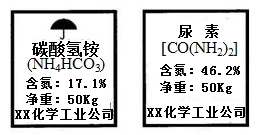 碳酸氢铵
(NH4HCO3)
含氮：17.1%
净重：50Kg
XX化学工业公司
尿 素
[CO(NH2)2]
含氮：46.2%
净重：50Kg
XX化学工业公司